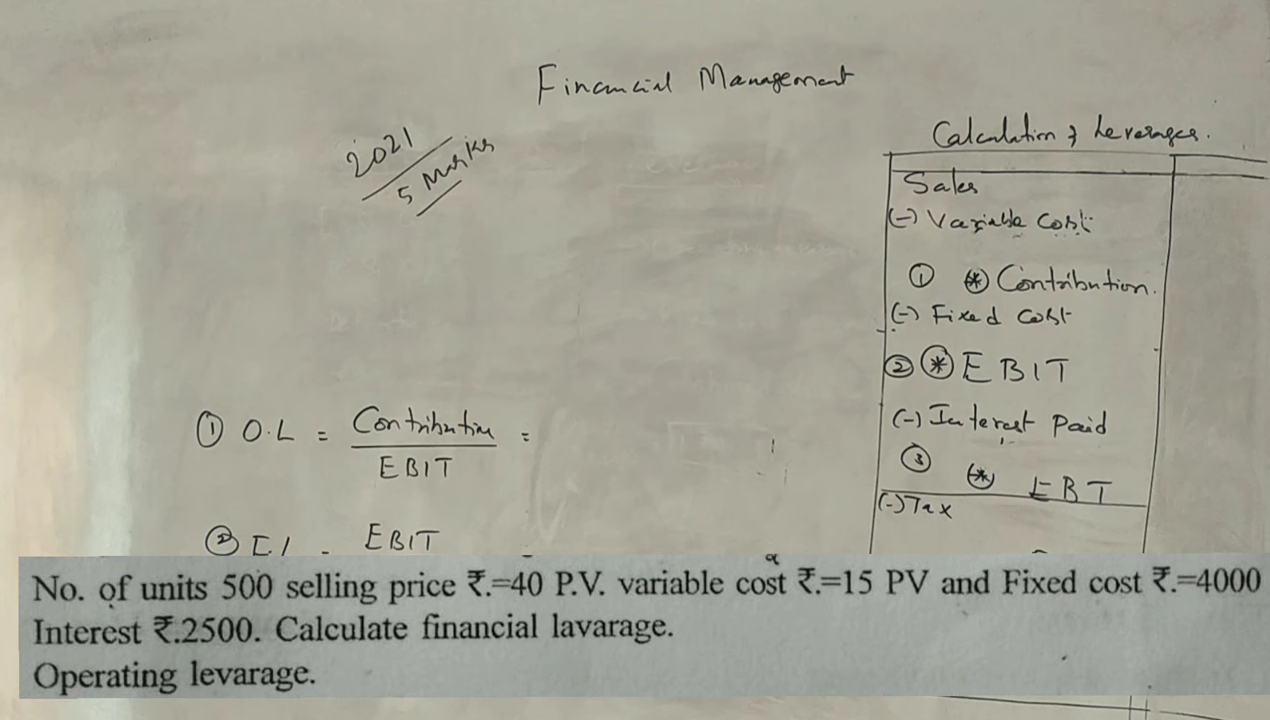 Financial Management
2021
5 Marks
Calculation of Leverages.
Sales
(-) Variable Cost
① * Contribution.
(-) Fixed Cost
② * EBIT
(-) Interest Paid
③ * EBT
(-) Tax
① O.L = Contribution =
EBIT
② EBIT
No. of units 500 selling price ₹.=40 P.V. variable cost ₹.=15 PV and Fixed cost ₹.=4000
Interest ₹.2500. Calculate financial lavarage.
Operating levarage.